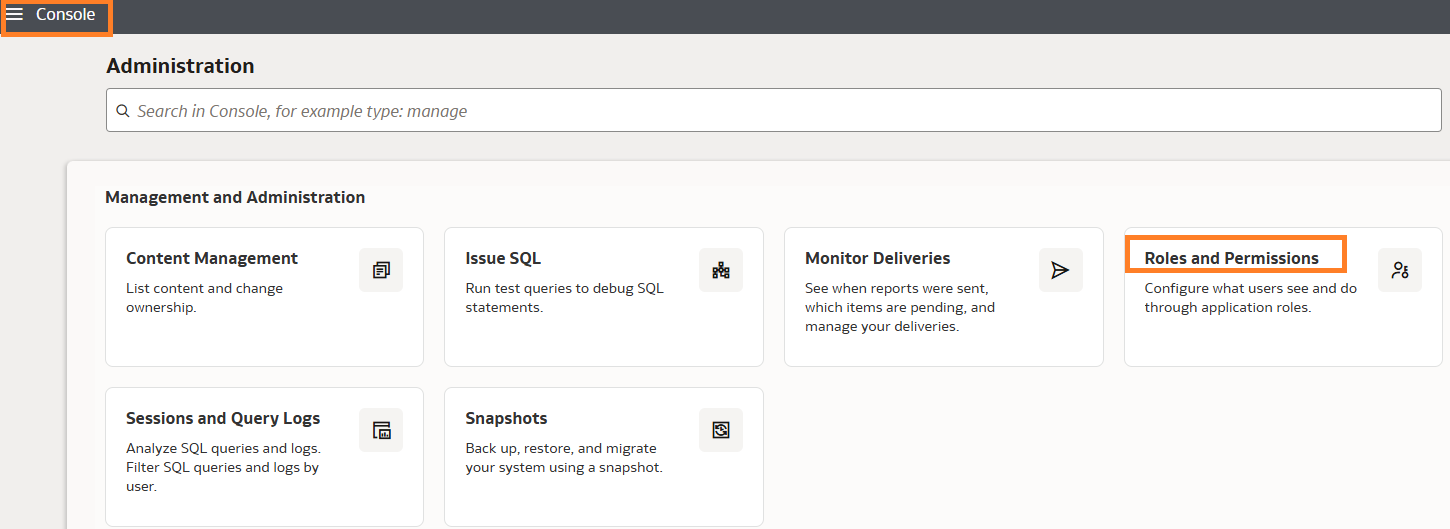 Console
Administration
Search in Console, for example type: manage
Management and Administration
Content Management
List content and change
ownership.
Issue SQL
Run test queries to debug SQL
statements.
Monitor Deliveries
See when reports were sent,
which items are pending, and
manage your deliveries.
Roles and Permissions
Configure what users see and do
through application roles.
Sessions and Query Logs
Analyze SQL queries and logs.
Filter SQL queries and logs by
user.
Snapshots
Back up, restore, and migrate
your system using a snapshot.